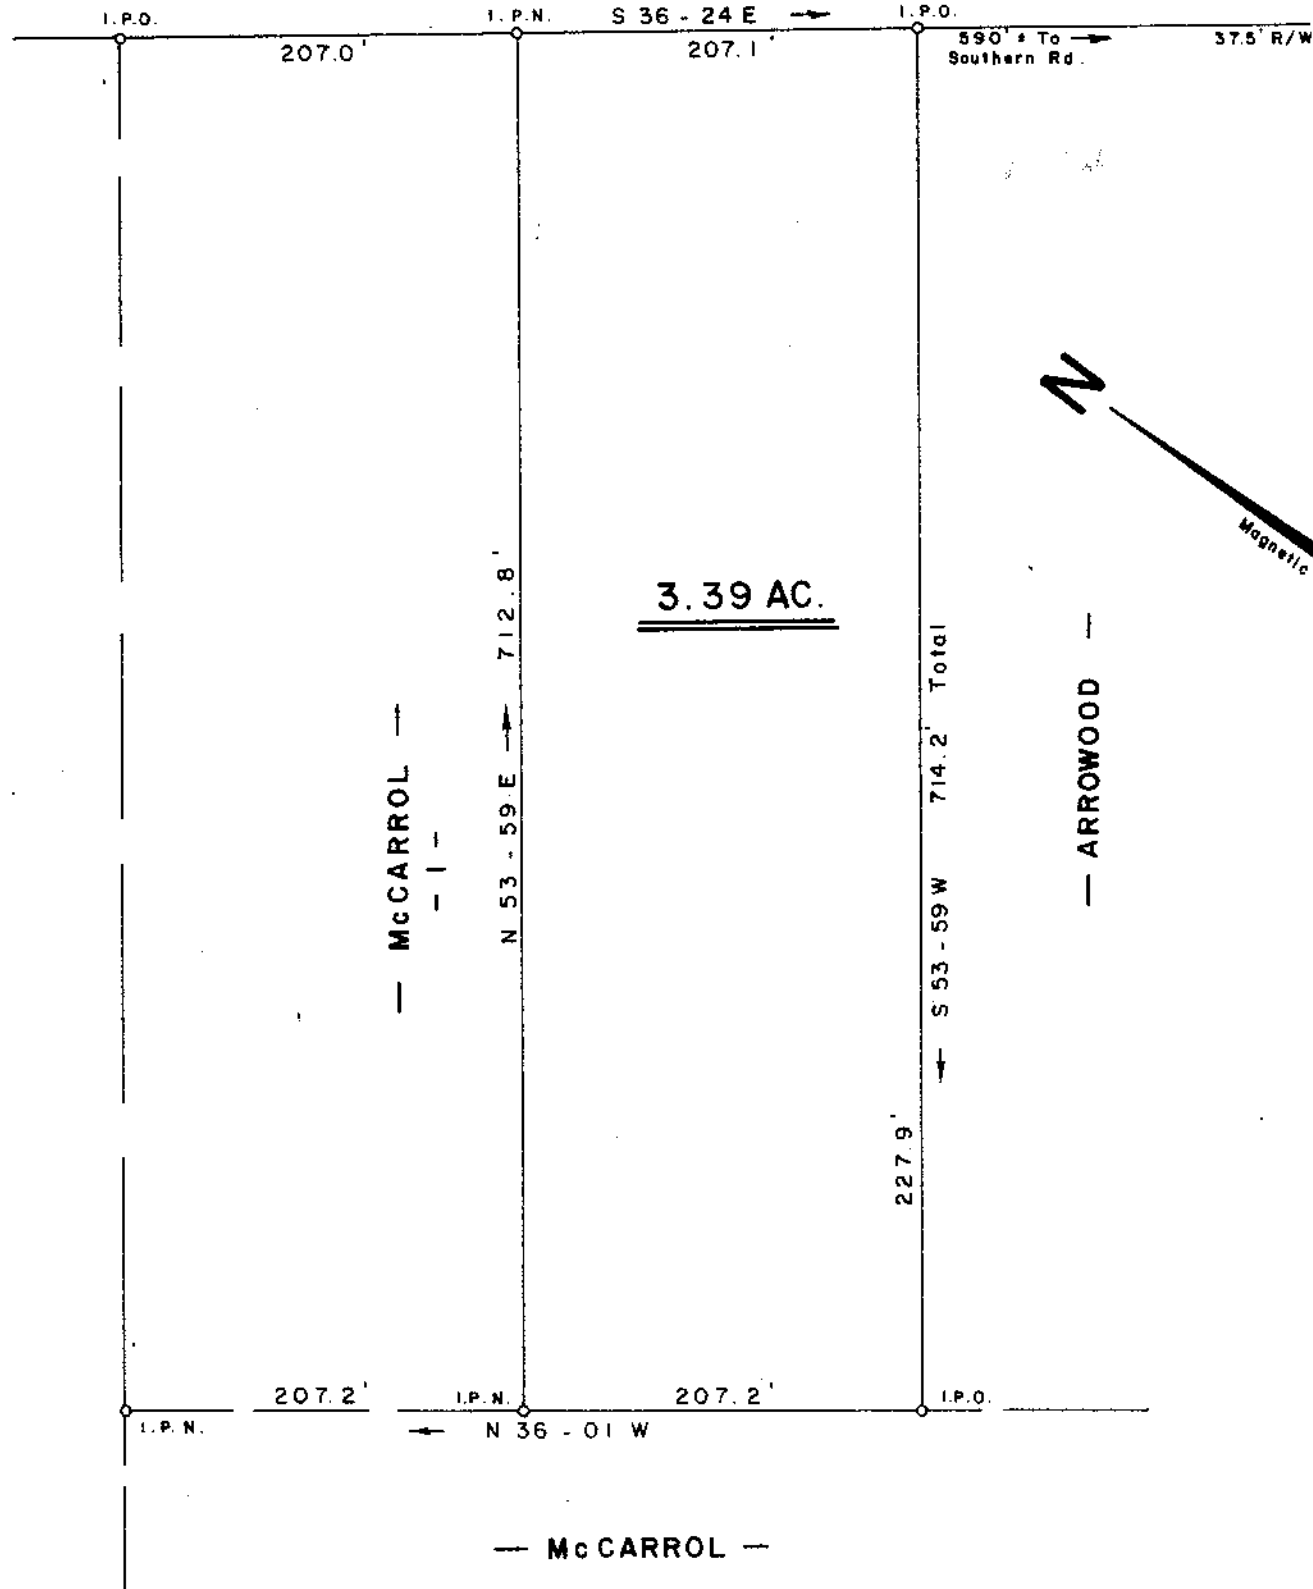 I.P.O.
I.P.N.
S 36 - 24 E
I.P.O.
207.0'
207.1'
590' ± To
Southern Rd.
37.5' R/W
N
Magnetic
3.39 AC.
N 53 - 59 E 712.8'
S 53 - 59 W 714.2' Total
— McCARROL —
- 1 -
— ARROWOOD —
227.9'
207.2'
I.P.N.
207.2'
I.P.O.
I.P.N.
N 36 - 01 W
— McCARROL —